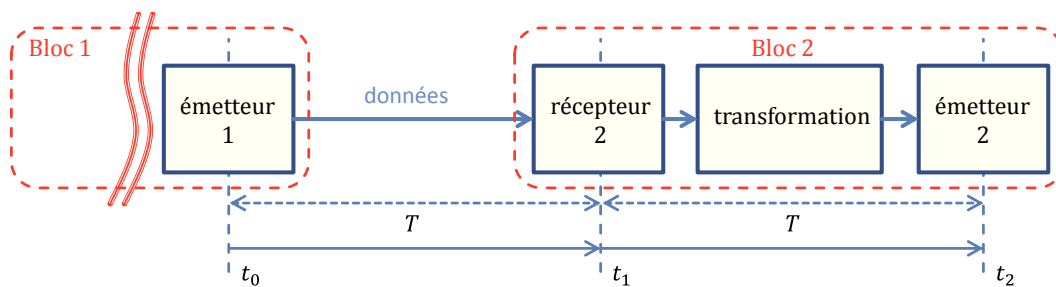 Bloc 1
Bloc 2
émetteur
1
données
récepteur
2
transformation
émetteur
2
T
T
t₀
t₁
t₂